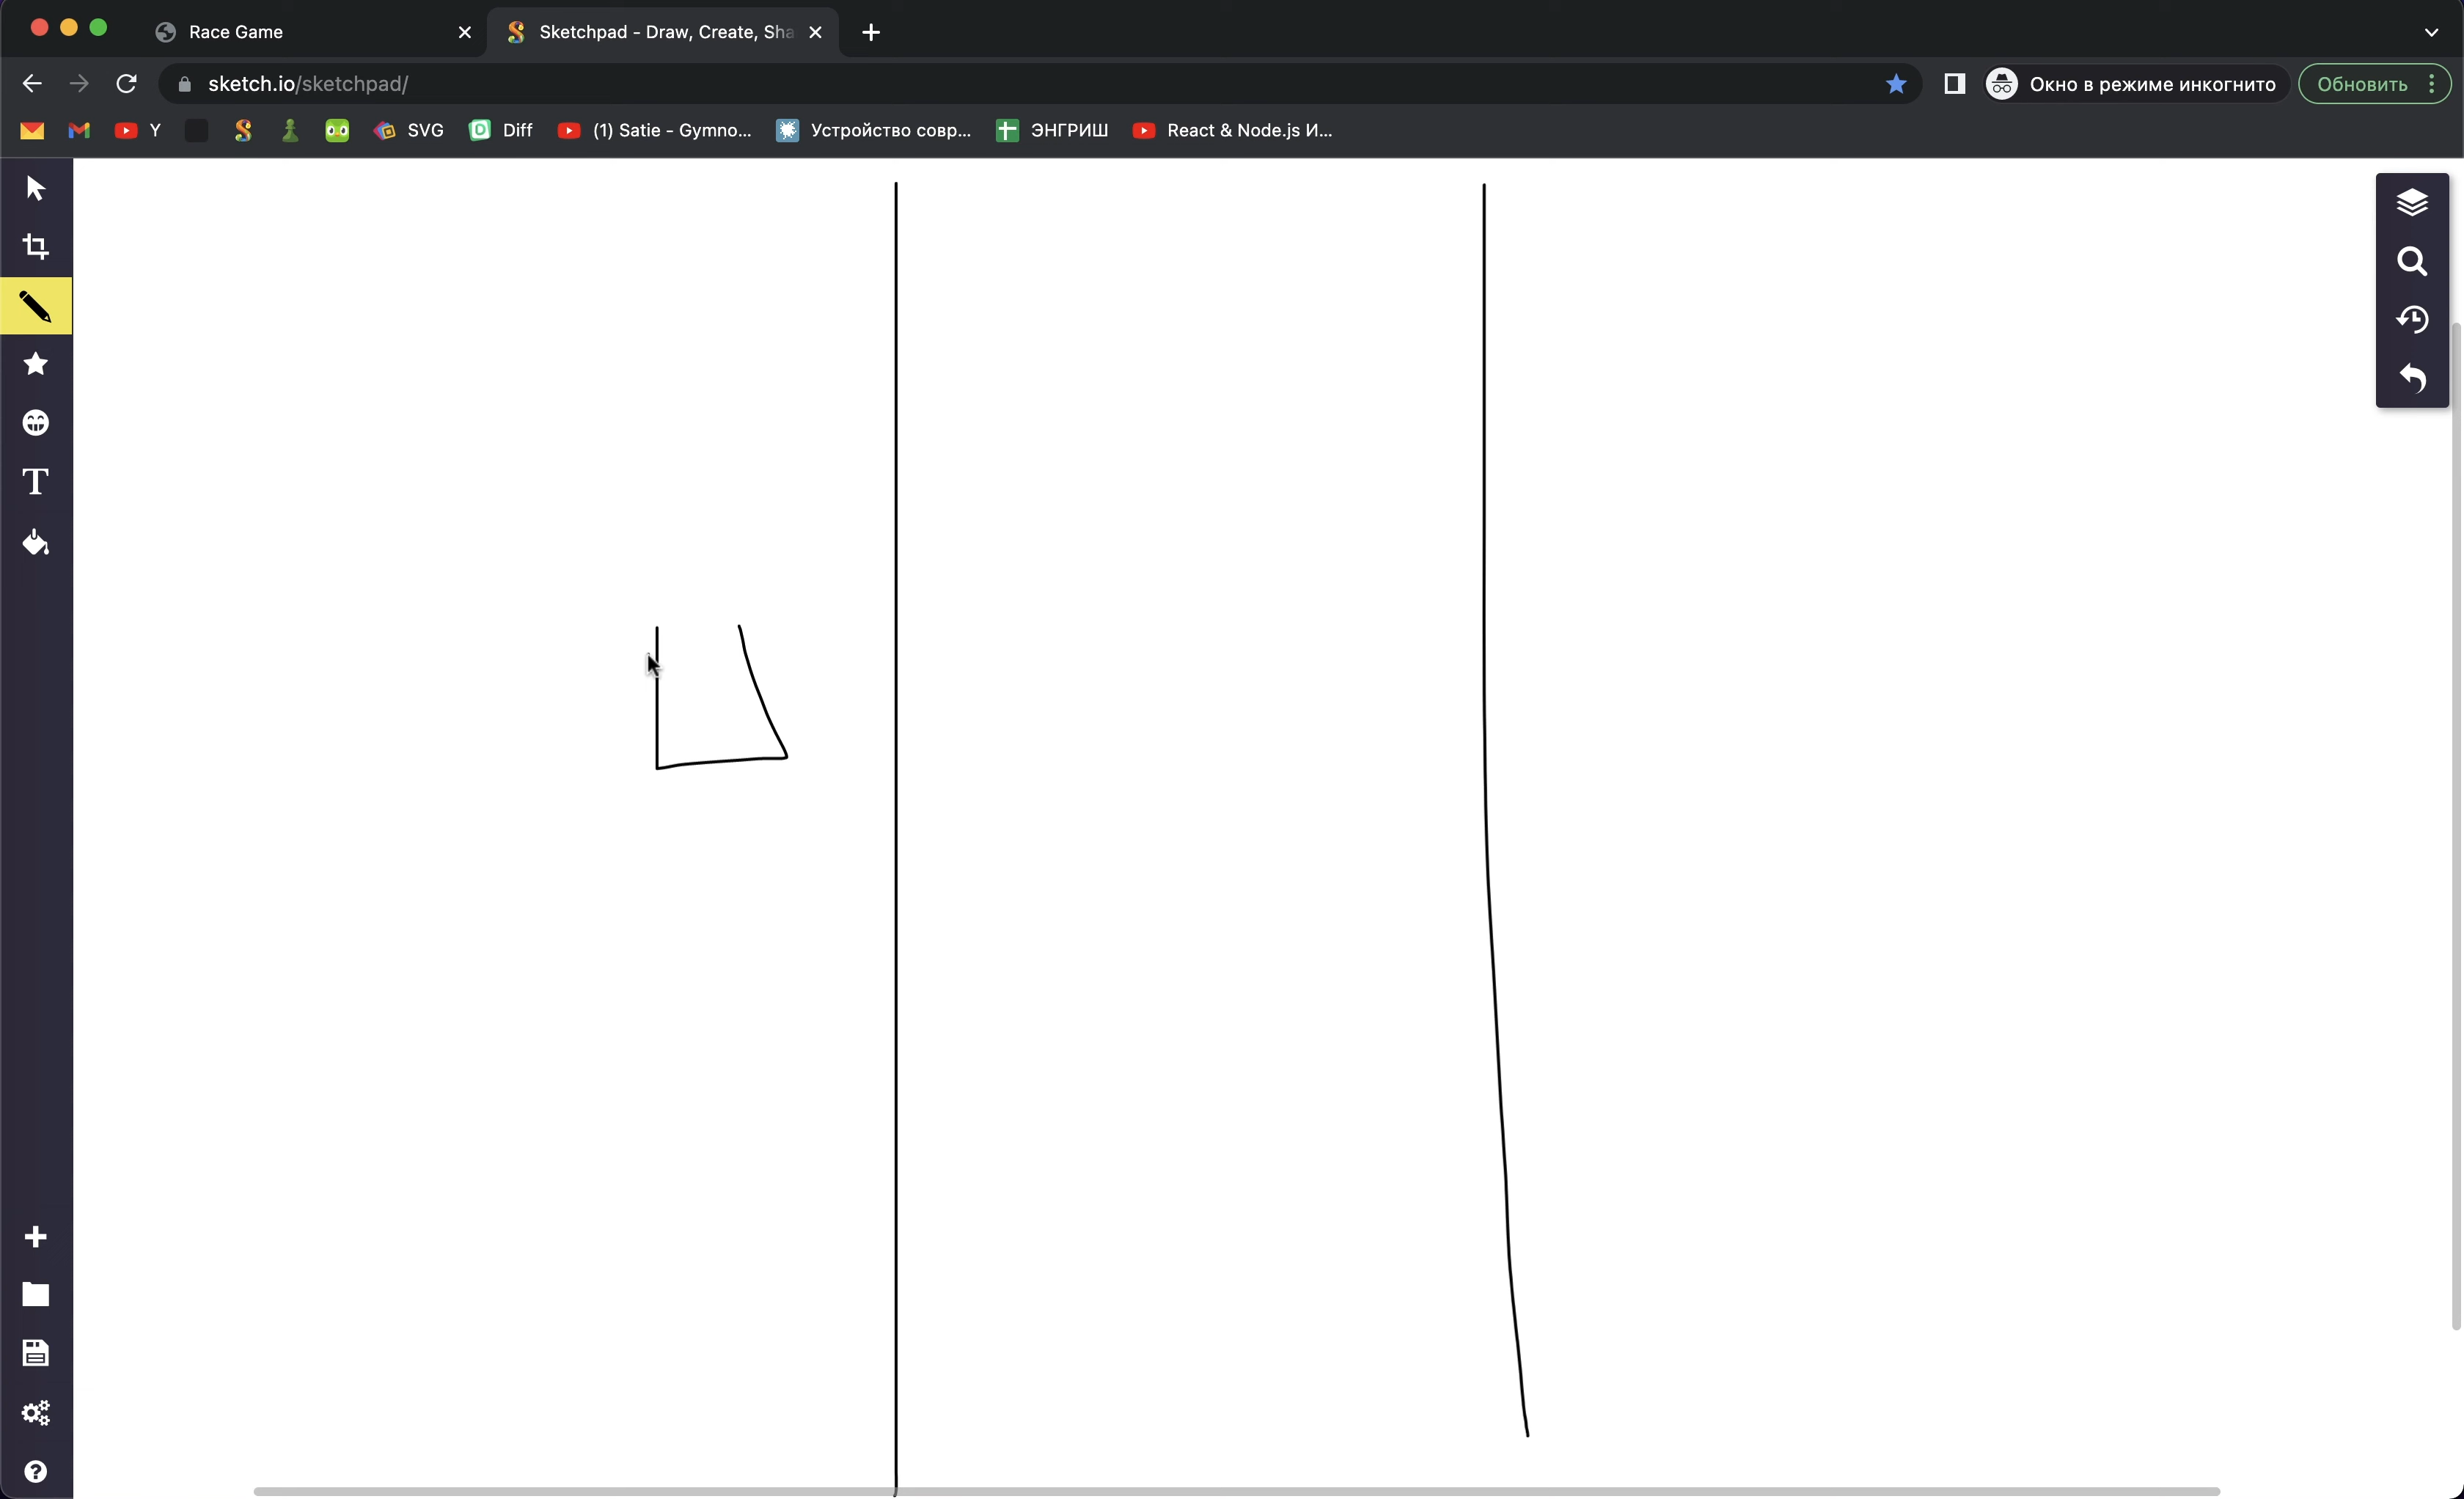 Race Game
Sketchpad - Draw, Create, Sha
sketch.io/sketchpad/
Окно в режиме инкогнито
Обновить
Y
SVG
Diff
(1) Satie - Gymno...
Устройство совр...
ЭНГРИШ
React & Node.js И...